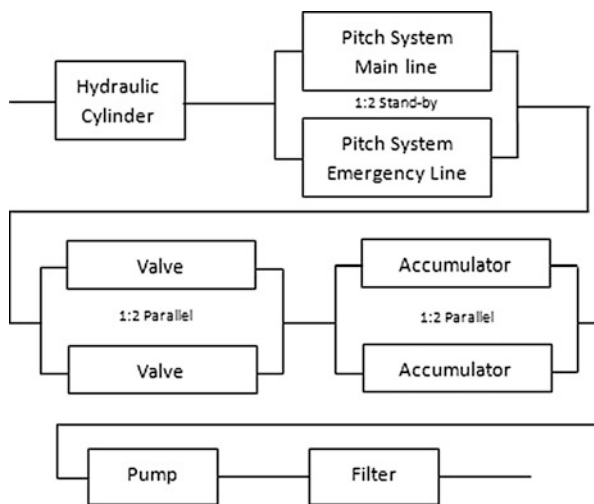 Hydraulic
Cylinder
Pitch System
Main line
1:2 Stand-by
Pitch System
Emergency Line
Valve
1:2 Parallel
Valve
Accumulator
1:2 Parallel
Accumulator
Pump
Filter